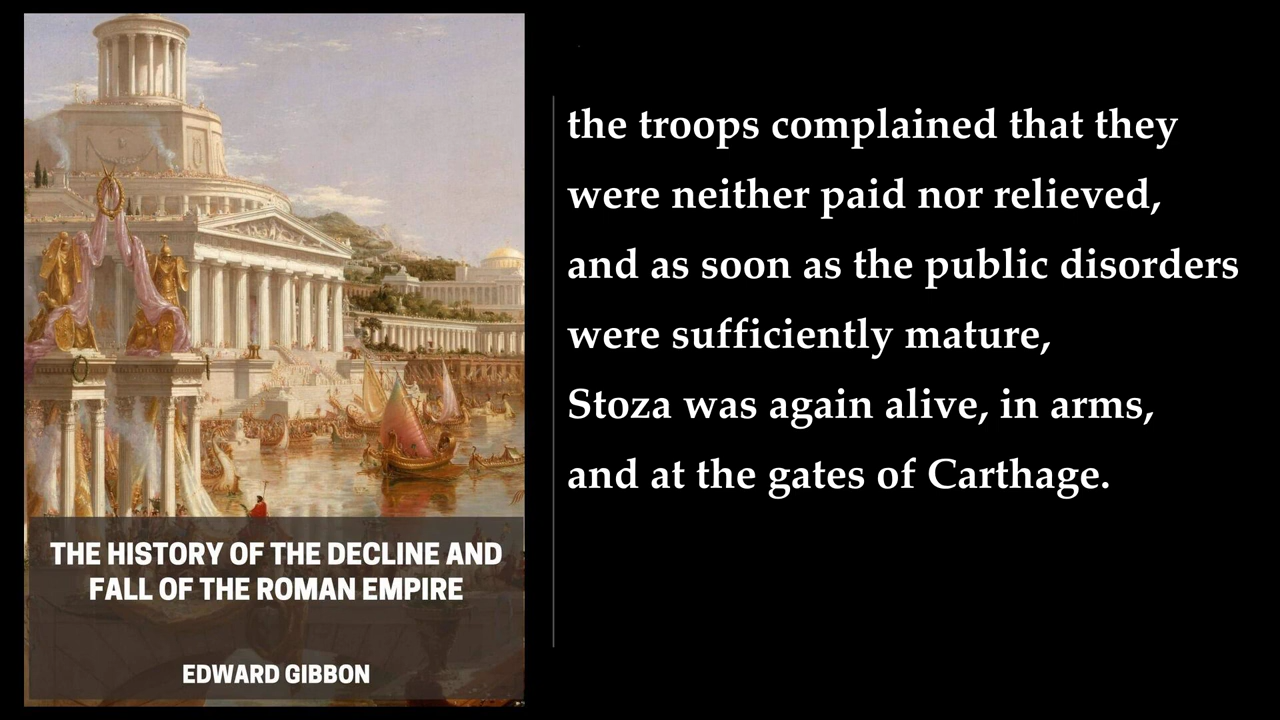 THE HISTORY OF THE DECLINE AND
FALL OF THE ROMAN EMPIRE
EDWARD GIBBON
the troops complained that they
were neither paid nor relieved,
and as soon as the public disorders
were sufficiently mature,
Stoza was again alive, in arms,
and at the gates of Carthage.